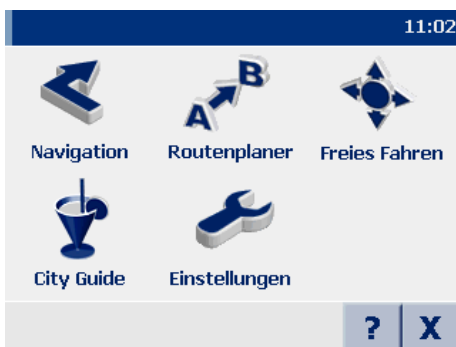 11:02
B
A
Navigation
Routenplaner
Freies Fahren
City Guide
Einstellungen
? X